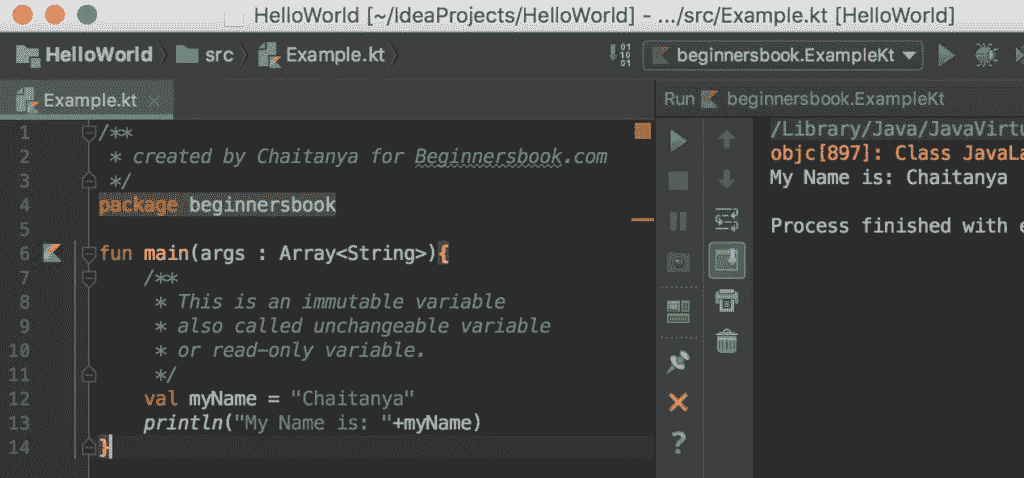 HelloWorld [~/IdeaProjects/HelloWorld] - .../src/Example.kt [HelloWorld]
HelloWorld src Example.kt beginnersbook.ExampleKt
Example.kt
Run beginnersbook.ExampleKt
1 /**
2 * created by Chaitanya for Beginnersbook.com
3 */
4 package beginnersbook
5
6 fun main(args : Array<String>){
7 /**
8 * This is an immutable variable
9 * also called unchangeable variable
10 * or read-only variable.
11 */
12 val myName = "Chaitanya"
13 println("My Name is: "+myName)
14 }
/Library/Java/JavaVirtu
objc[897]: Class JavaLa
My Name is: Chaitanya
Process finished with e